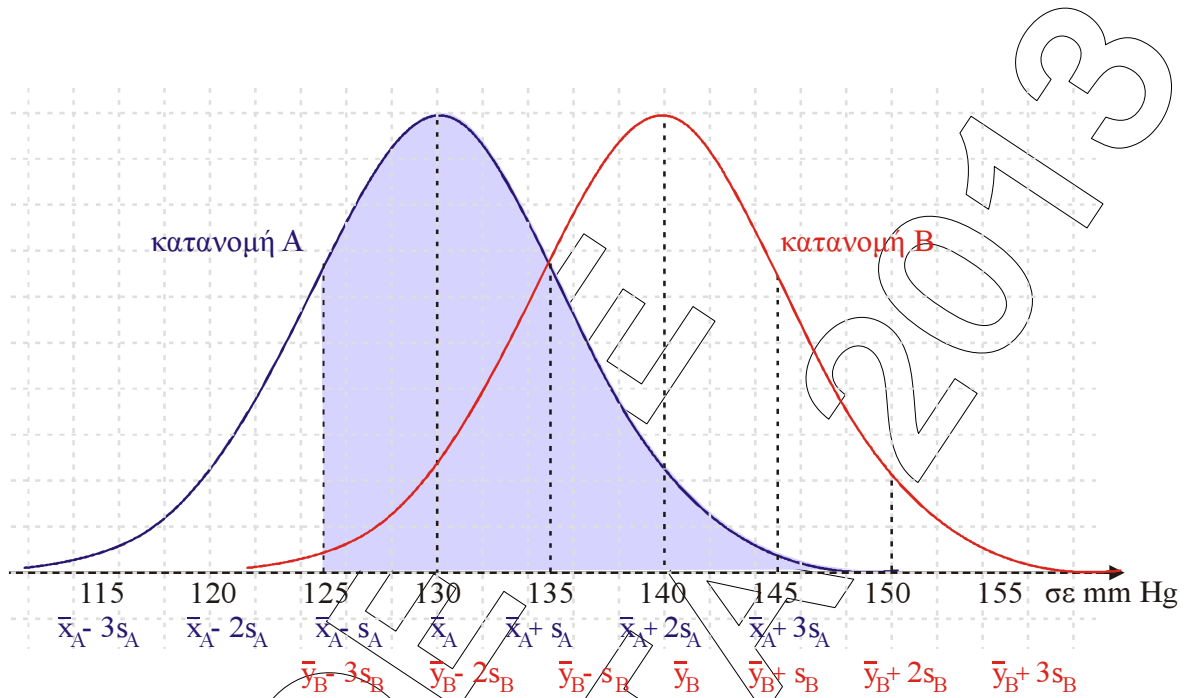 2013
κατανομή A
κατανομή B
115 120 125 130 135 140 145 150 155 σε mm Hg
x̄A - 3sA x̄A - 2sA x̄A - sA x̄A x̄A + sA x̄A + 2sA x̄A + 3sA
ȳB - 3sB ȳB - 2sB ȳB - sB ȳB ȳB + sB ȳB + 2sB ȳB + 3sB